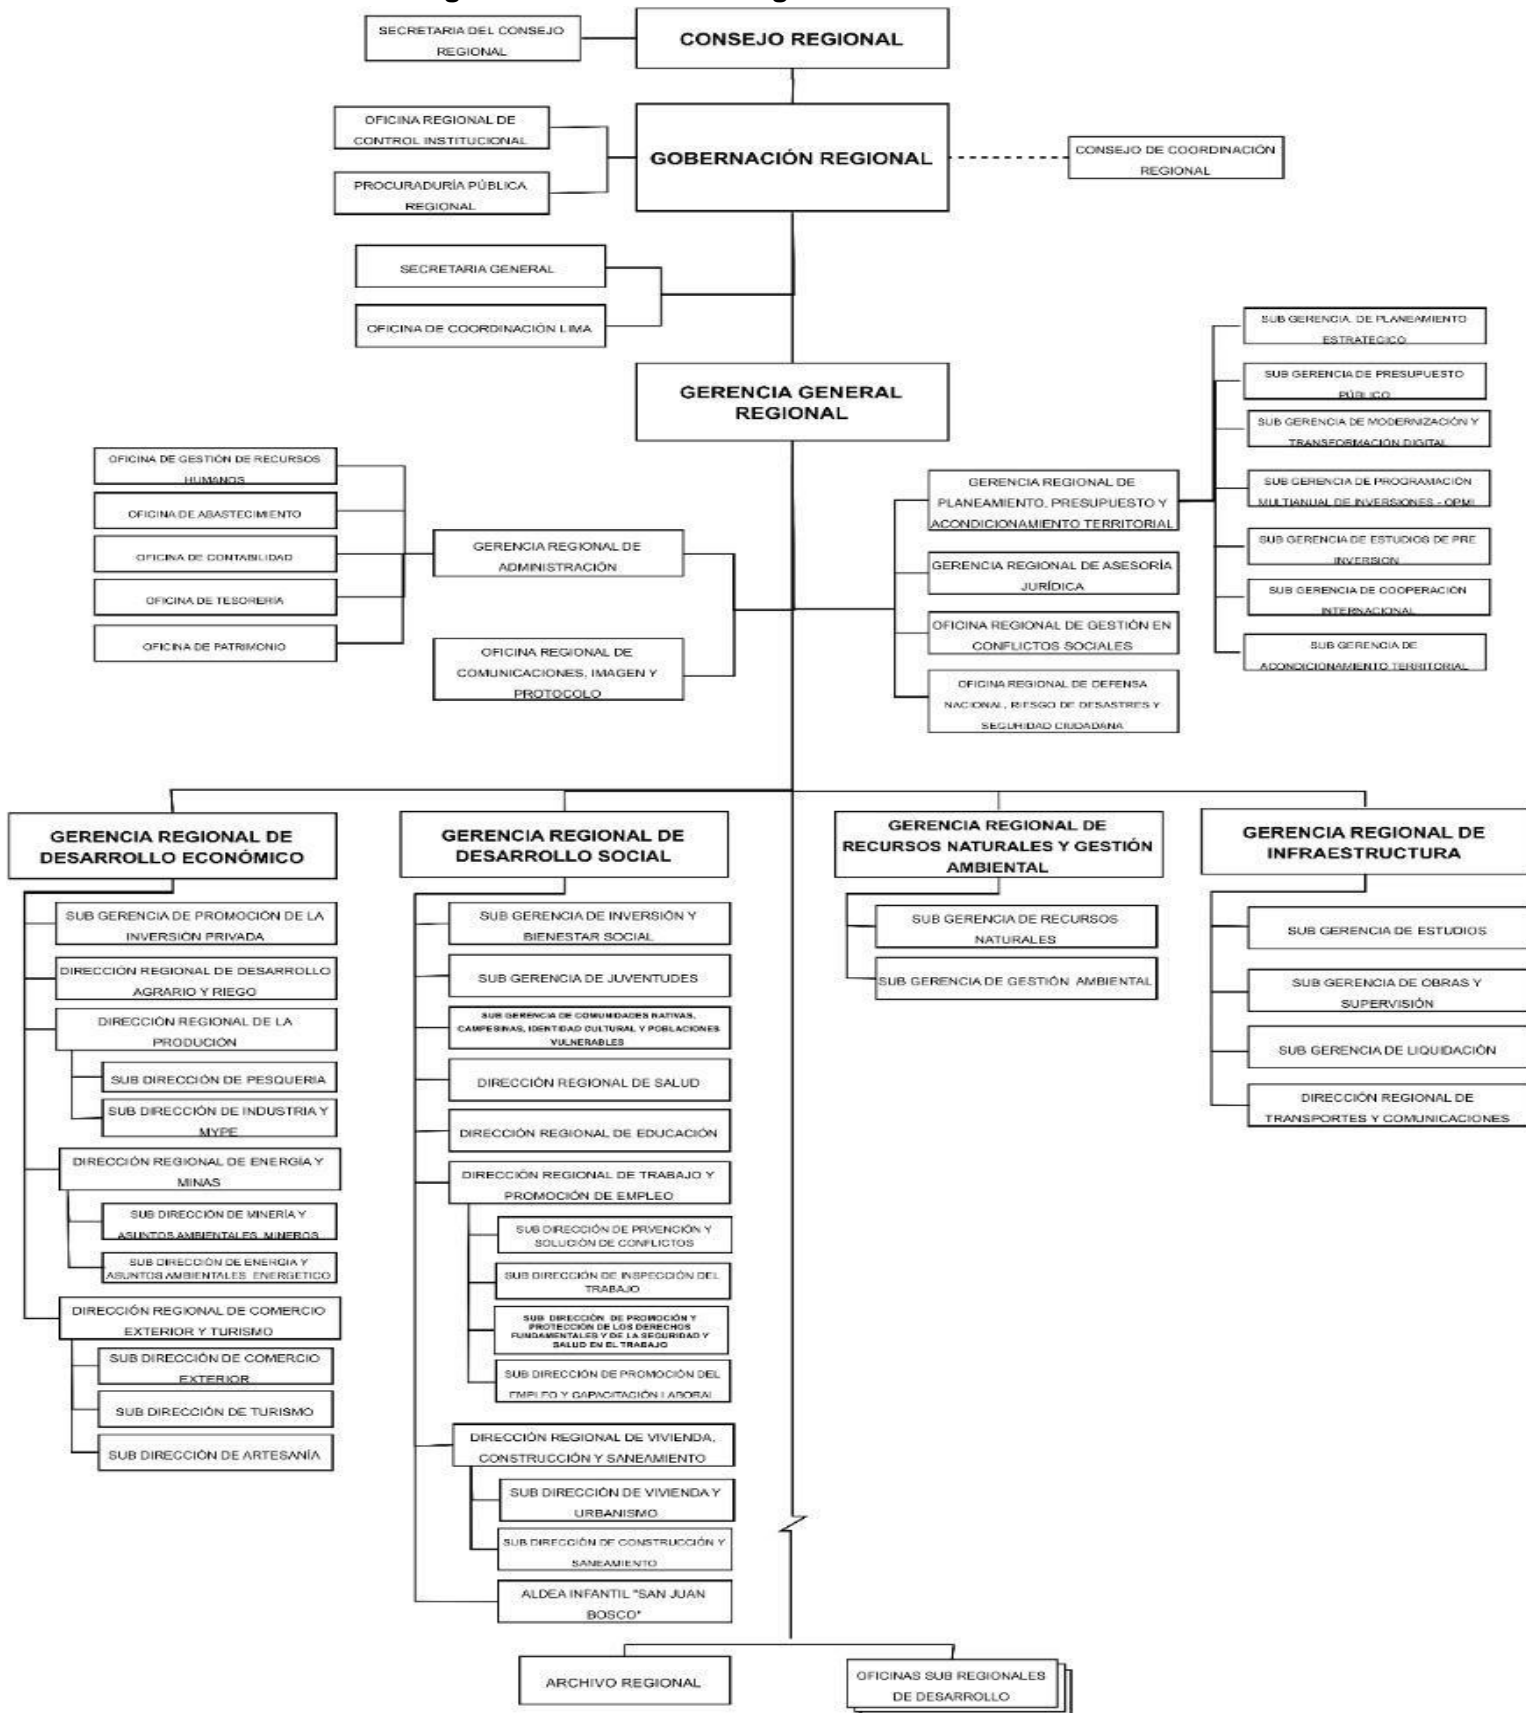 SECRETARIA DEL CONSEJO
REGIONAL
CONSEJO REGIONAL
OFICINA REGIONAL DE
CONTROL INSTITUCIONAL
PROCURADURÍA PÚBLICA
REGIONAL
GOBERNACIÓN REGIONAL
CONSEJO DE COORDINACIÓN
REGIONAL
SECRETARIA GENERAL
OFICINA DE COORDINACIÓN LIMA
GERENCIA GENERAL
REGIONAL
OFICINA DE GESTIÓN DE RECURSOS
HUMANOS
OFICINA DE ABASTECIMIENTO
OFICINA DE CONTABILIDAD
OFICINA DE TESORERÍA
OFICINA DE PATRIMONIO
GERENCIA REGIONAL DE
ADMINISTRACIÓN
OFICINA REGIONAL DE
COMUNICACIONES, IMAGEN Y
PROTOCOLO
GERENCIA REGIONAL DE
PLANEAMIENTO, PRESUPUESTO Y
ACONDICIONAMIENTO TERRITORIAL
GERENCIA REGIONAL DE ASESORÍA
JURÍDICA
OFICINA REGIONAL DE GESTIÓN EN
CONFLICTOS SOCIALES
OFICINA REGIONAL DE DEFENSA
NACIONAL, RIESGO DE DESASTRES Y
SEGURIDAD CIUDADANA
SUB GERENCIA. DE PLANEAMIENTO
ESTRATEGICO
SUB GERENCIA DE PRESUPUESTO
PÚBLICO
SUB GERENCIA DE MODERNIZACIÓN Y
TRANSFORMACIÓN DIGITAL
SUB GERENCIA DE PROGRAMACIÓN
MULTIANUAL DE INVERSIONES - OPMI
SUB GERENCIA DE ESTUDIOS DE PRE
INVERSIÓN
SUB GERENCIA DE COOPERACIÓN
INTERNACIONAL
SUB GERENCIA DE
ACONDICIONAMIENTO TERRITORIAL
GERENCIA REGIONAL DE
DESARROLLO ECONÓMICO
SUB GERENCIA DE PROMOCIÓN DE LA
INVERSIÓN PRIVADA
DIRECCIÓN REGIONAL DE DESARROLLO
AGRARIO Y RIEGO
DIRECCIÓN REGIONAL DE LA
PRODUCIÓN
SUB DIRECCIÓN DE PESQUERIA
SUB DIRECCIÓN DE INDUSTRIA Y
MYPE
DIRECCIÓN REGIONAL DE ENERGÍA Y
MINAS
SUB DIRECCIÓN DE MINERÍA Y
ASUNTOS AMBIENTALES MINEROS
SUB DIRECCIÓN DE ENERGIA Y
ASUNTOS AMBIENTALES ENERGETICO
DIRECCIÓN REGIONAL DE COMERCIO
EXTERIOR Y TURISMO
SUB DIRECCIÓN DE COMERCIO
EXTERIOR
SUB DIRECCIÓN DE TURISMO
SUB DIRECCIÓN DE ARTESANÍA
GERENCIA REGIONAL DE
DESARROLLO SOCIAL
SUB GERENCIA DE INVERSIÓN Y
BIENESTAR SOCIAL
SUB GERENCIA DE JUVENTUDES
SUB GERENCIA DE COMUNIDADES NATIVAS,
CAMPESINAS, IDENTIDAD CULTURAL Y POBLACIONES
VULNERABLES
DIRECCIÓN REGIONAL DE SALUD
DIRECCIÓN REGIONAL DE EDUCACIÓN
DIRECCIÓN REGIONAL DE TRABAJO Y
PROMOCIÓN DE EMPLEO
SUB DIRECCIÓN DE PRVENCIÓN Y
SOLUCIÓN DE CONFLICTOS
SUB DIRECCIÓN DE INSPECCIÓN DEL
TRABAJO
SUB DIRECCIÓN DE PROMOCIÓN Y
PROTECCIÓN DE LOS DERECHOS
FUNDAMENTALES Y DE LA SEGURIDAD Y
SALUD EN EL TRABAJO
SUB DIRECCIÓN DE PROMOCIÓN DEL
EMPLEO Y CAPACITACIÓN LABORAL
DIRECCIÓN REGIONAL DE VIVIENDA,
CONSTRUCCIÓN Y SANEAMIENTO
SUB DIRECCIÓN DE VIVIENDA Y
URBANISMO
SUB DIRECCIÓN DE CONSTRUCCIÓN Y
SANEAMIENTO
ALDEA INFANTIL "SAN JUAN
BOSCO"
GERENCIA REGIONAL DE
RECURSOS NATURALES Y GESTIÓN
AMBIENTAL
SUB GERENCIA DE RECURSOS
NATURALES
SUB GERENCIA DE GESTIÓN AMBIENTAL
GERENCIA REGIONAL DE
INFRAESTRUCTURA
SUB GERENCIA DE ESTUDIOS
SUB GERENCIA DE OBRAS Y
SUPERVISIÓN
SUB GERENCIA DE LIQUIDACIÓN
DIRECCIÓN REGIONAL DE
TRANSPORTES Y COMUNICACIONES
ARCHIVO REGIONAL
OFICINAS SUB REGIONALES
DE DESARROLLO